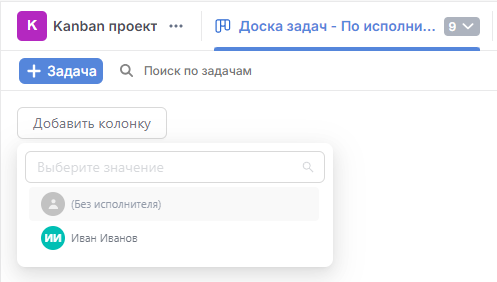 K Kanban проект ••• Доска задач - По исполни... 9
+ Задача Поиск по задачам
Добавить колонку
Выберите значение
(Без исполнителя)
ИИ Иван Иванов